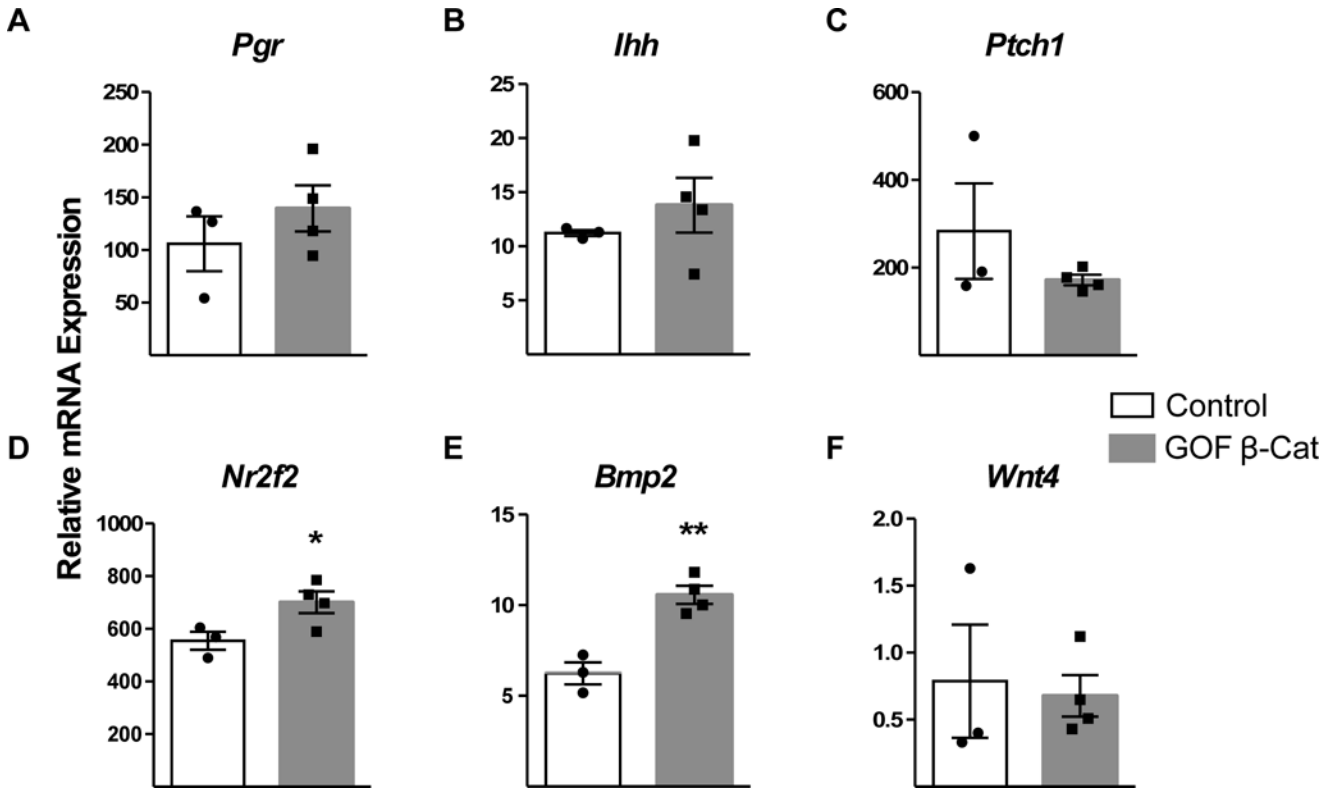 A
Pgr
250
200
150
100
50
B
Ihh
25
20
15
10
5
C
Ptch1
600
400
200
Relative mRNA Expression
Control
GOF β-Cat
D
Nr2f2
1000
800
600
400
200
*
E
Bmp2
15
10
5
**
F
Wnt4
2.0
1.5
1.0
0.5